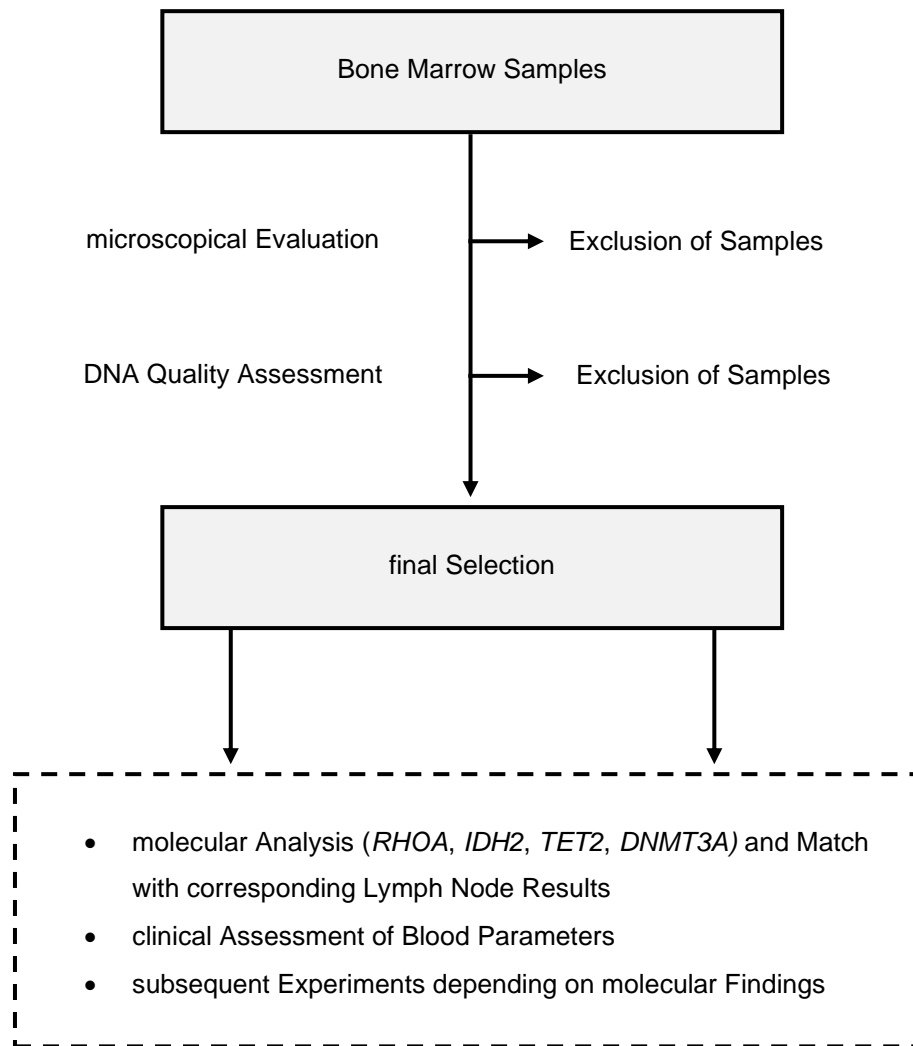 Bone Marrow Samples
microscopical Evaluation
Exclusion of Samples
DNA Quality Assessment
Exclusion of Samples
final Selection
• molecular Analysis (RHOA, IDH2, TET2, DNMT3A) and Match
with corresponding Lymph Node Results
• clinical Assessment of Blood Parameters
• subsequent Experiments depending on molecular Findings